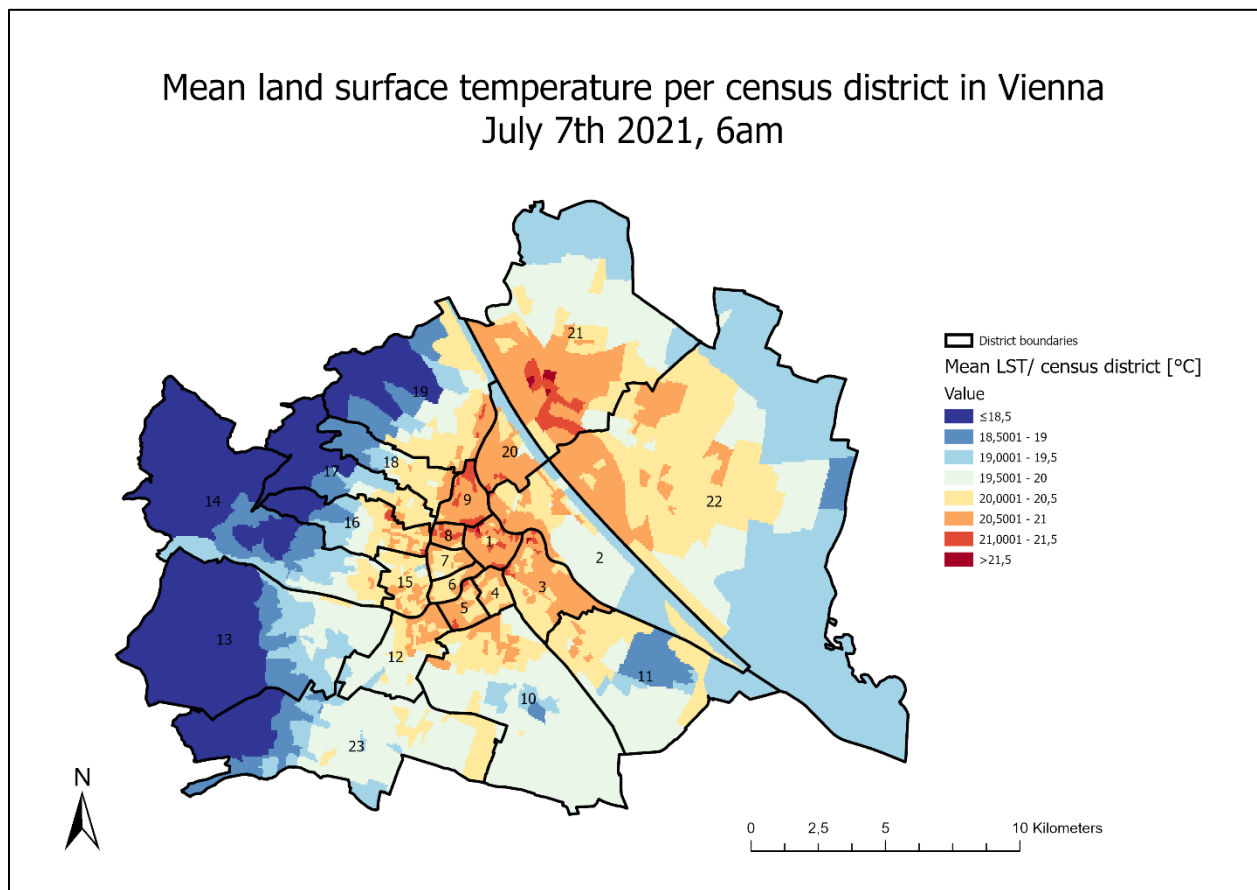 Mean land surface temperature per census district in Vienna
July 7th 2021, 6am
21
19
20
18
17
14
16
9
22
8
1
7
2
15
6
4
3
5
13
12
11
10
23
District boundaries
Mean LST/ census district [°C]
Value
≤18,5
18,5001 - 19
19,0001 - 19,5
19,5001 - 20
20,0001 - 20,5
20,5001 - 21
21,0001 - 21,5
>21,5
N
0 2,5 5 10 Kilometers